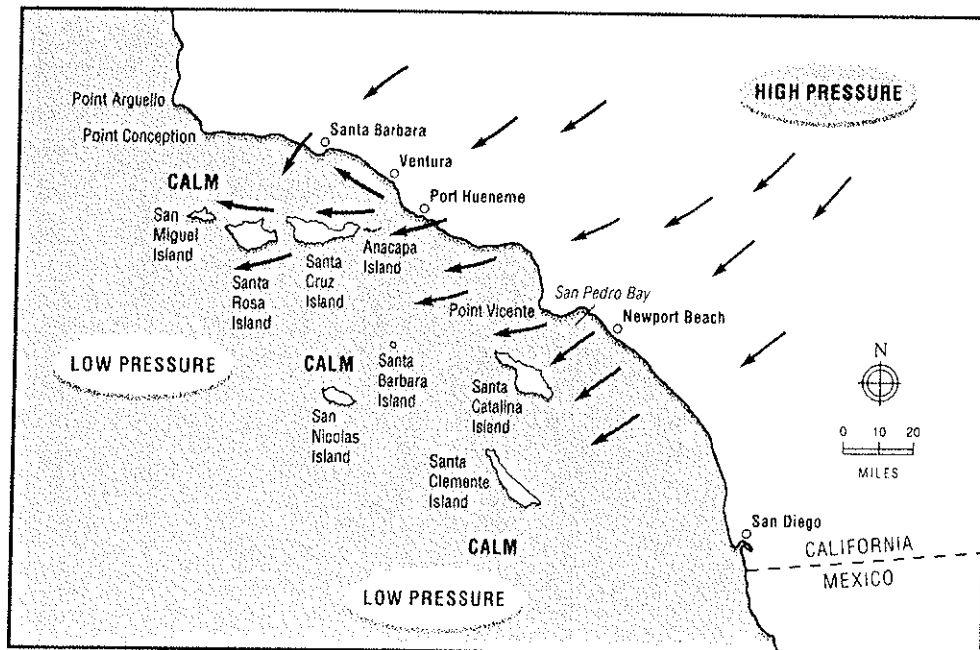 Point Arguello
Point Conception
Santa Barbara
Ventura
Port Hueneme
HIGH PRESSURE
CALM
San
Miguel
Island
Santa
Rosa
Island
Santa
Cruz
Island
Anacapa
Island
Point Vicente
San Pedro Bay
Newport Beach
LOW PRESSURE
CALM
San
Nicolas
Island
Santa
Barbara
Island
Santa
Catalina
Island
Santa
Clemente
Island
N
0 10 20
MILES
CALM
LOW PRESSURE
San Diego
CALIFORNIA
MEXICO